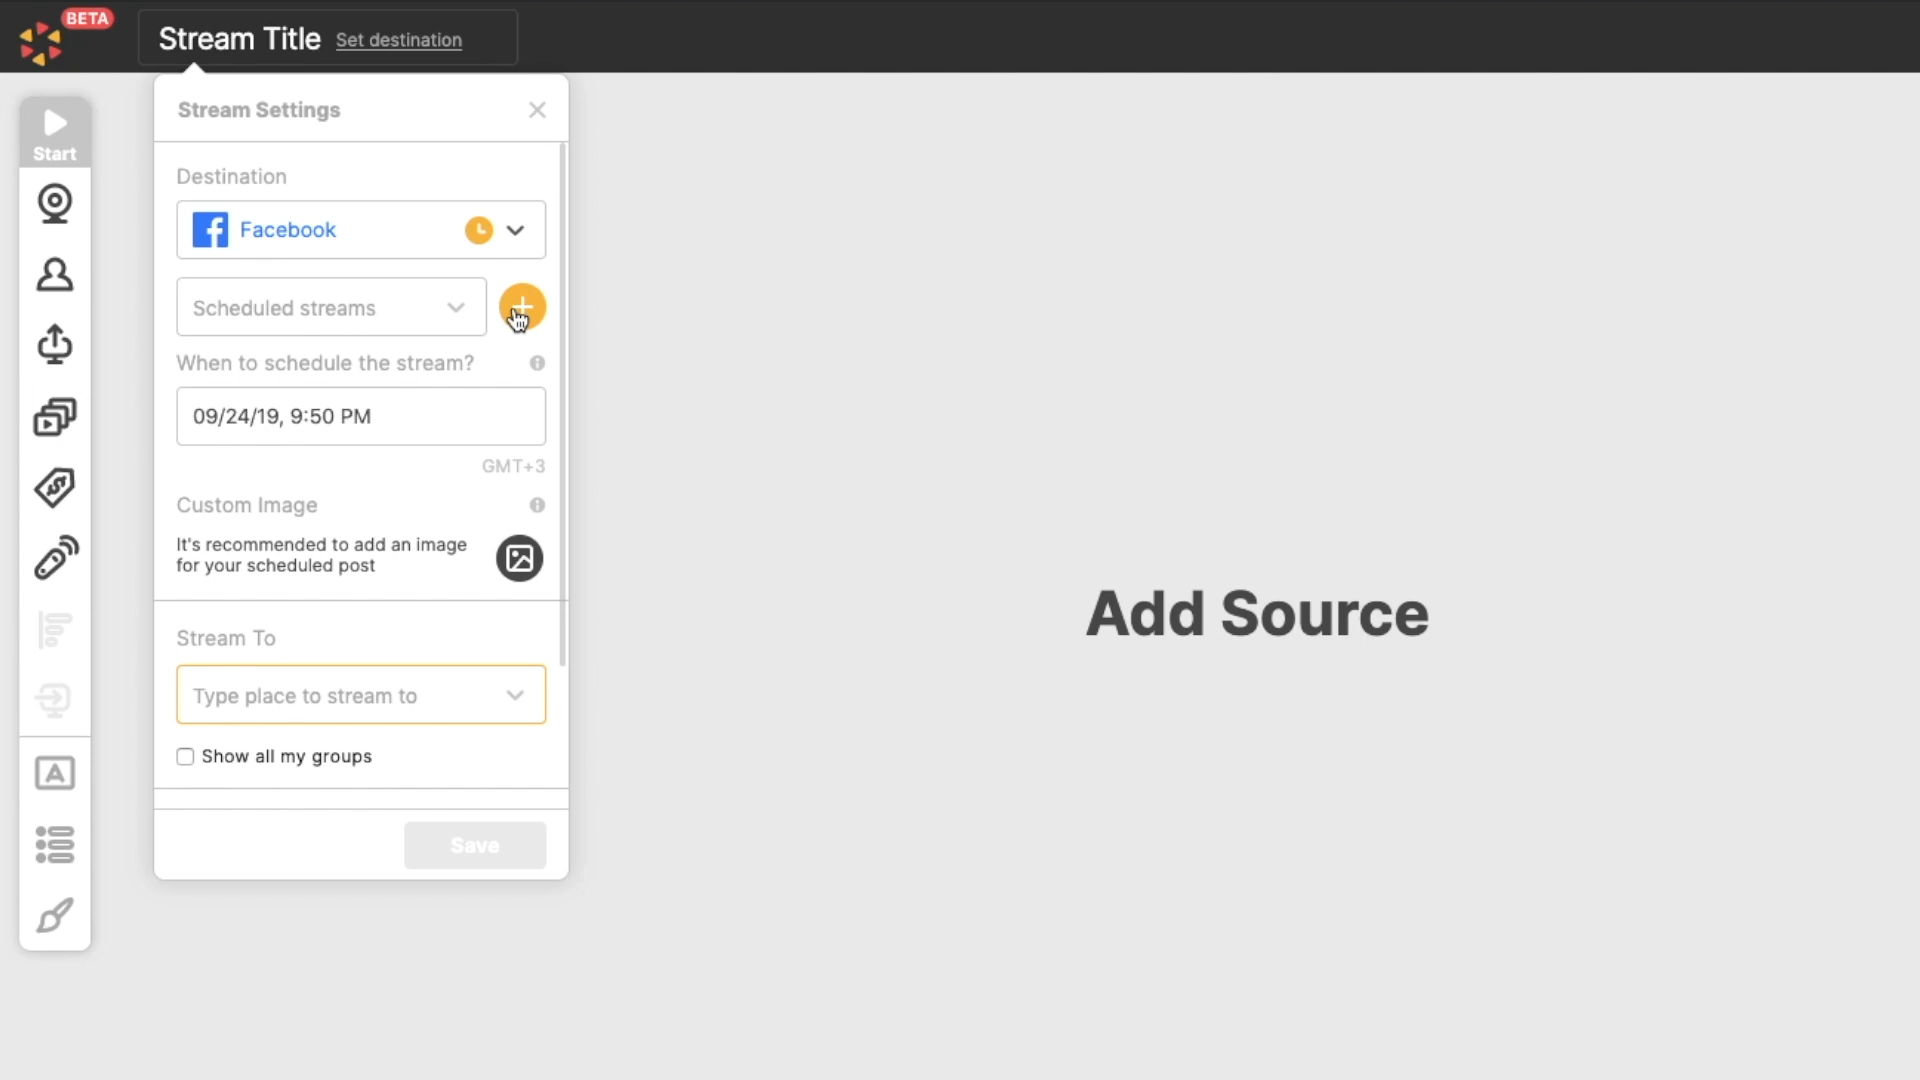 BETA
Stream Title Set destination
Stream Settings
Start
Destination
Facebook
Scheduled streams
When to schedule the stream?
09/24/19, 9:50 PM
GMT+3
Custom Image
It's recommended to add an image
for your scheduled post
Add Source
Stream To
Type place to stream to
Show all my groups
Save